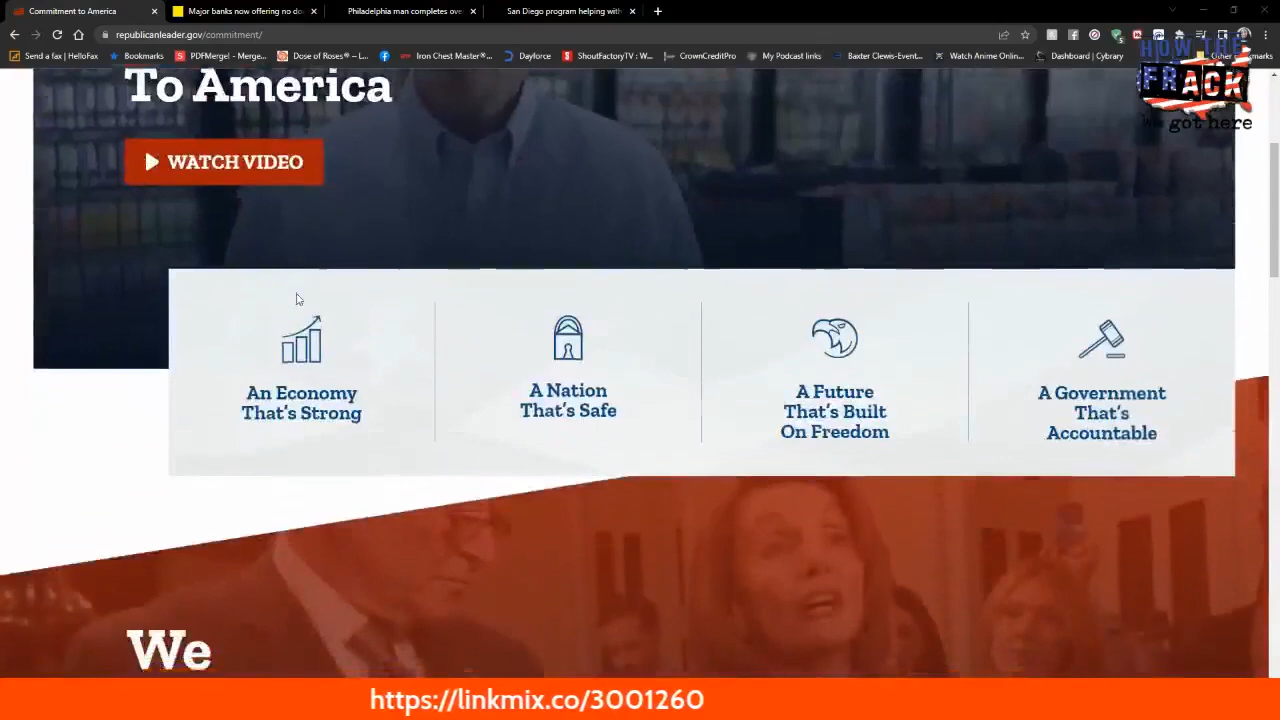 Commitment to America
Major banks now offering no do
Philadelphia man completes ove
San Diego program helping with
republicanleader.gov/commitment/
Send a fax | HelloFax
Bookmarks
PDFMerge! - Merge...
Dose of Roses® – L...
Iron Chest Master®...
Dayforce
ShoutFactoryTV : W...
CrownCreditPro
My Podcast links
Baxter Clewis-Event...
Watch Anime Onlin...
Dashboard | Cybrary
HOW THE
FRACK
We got here
To America
WATCH VIDEO
An Economy
That's Strong
A Nation
That's Safe
A Future
That's Built
On Freedom
A Government
That's
Accountable
We
https://linkmix.co/3001260